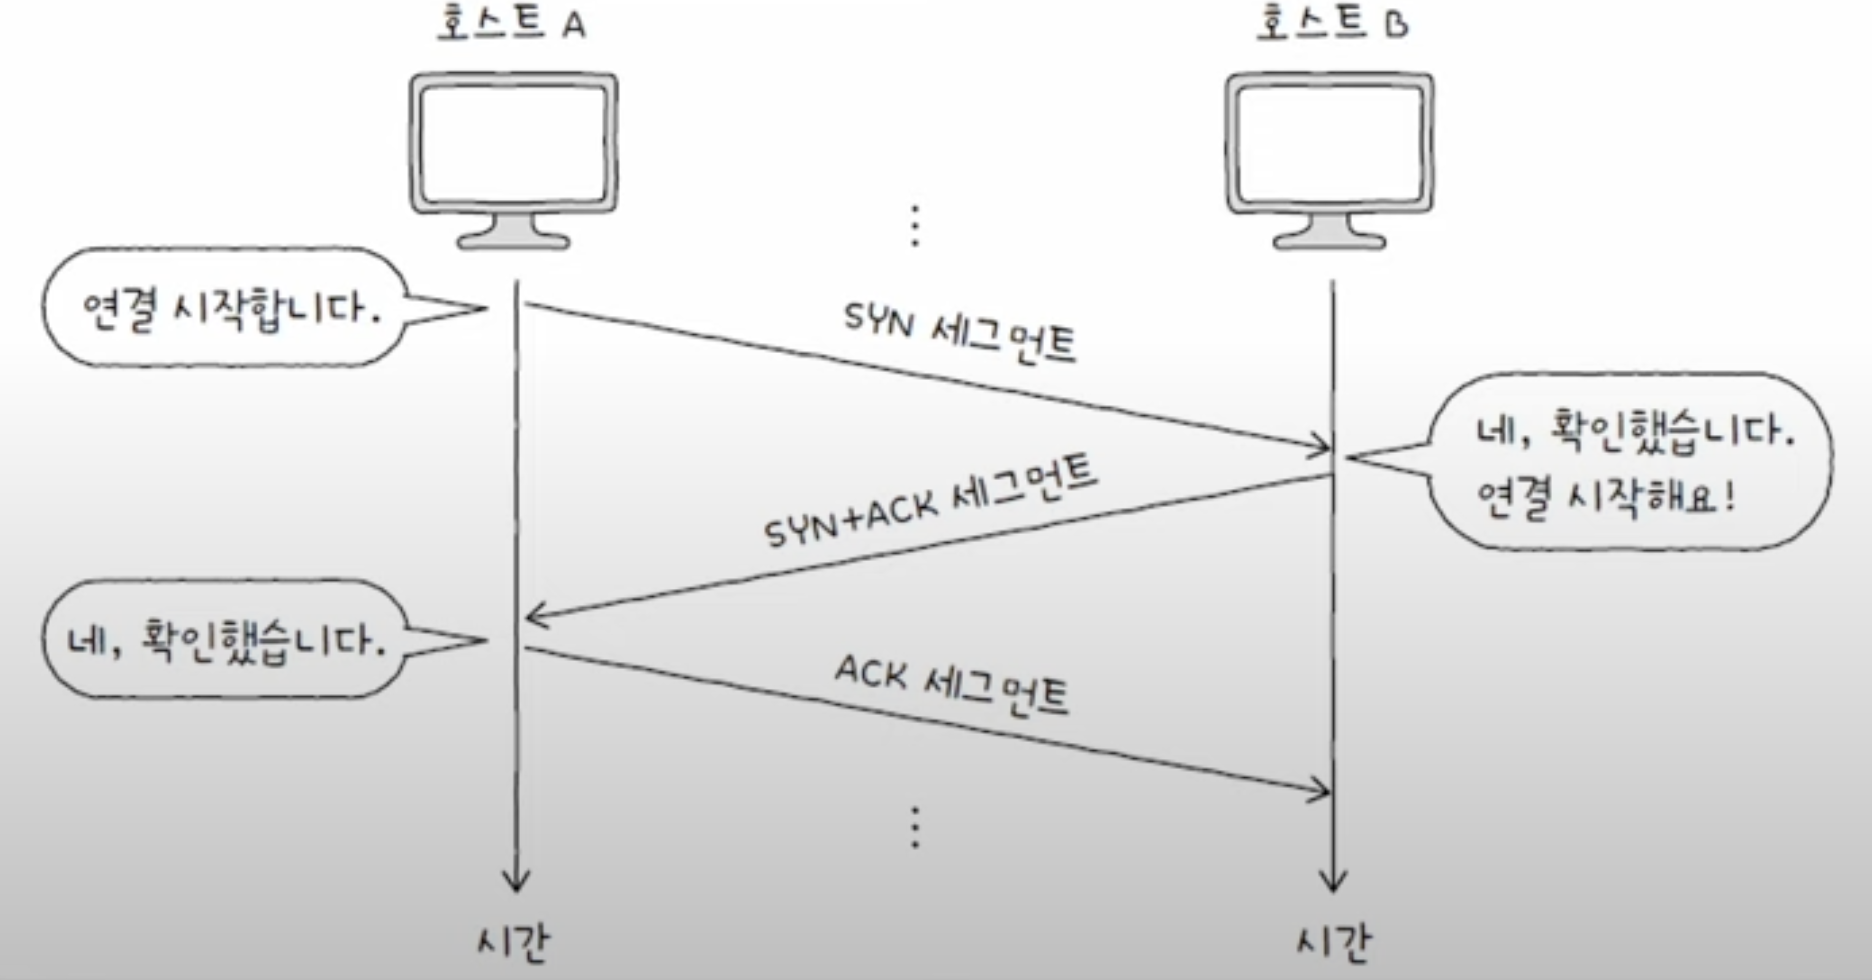 호스트 A
호스트 B
연결 시작합니다.
SYN 세그먼트
네, 확인했습니다.
연결 시작해요!
SYN+ACK 세그먼트
네, 확인했습니다.
ACK 세그먼트
시간
시간